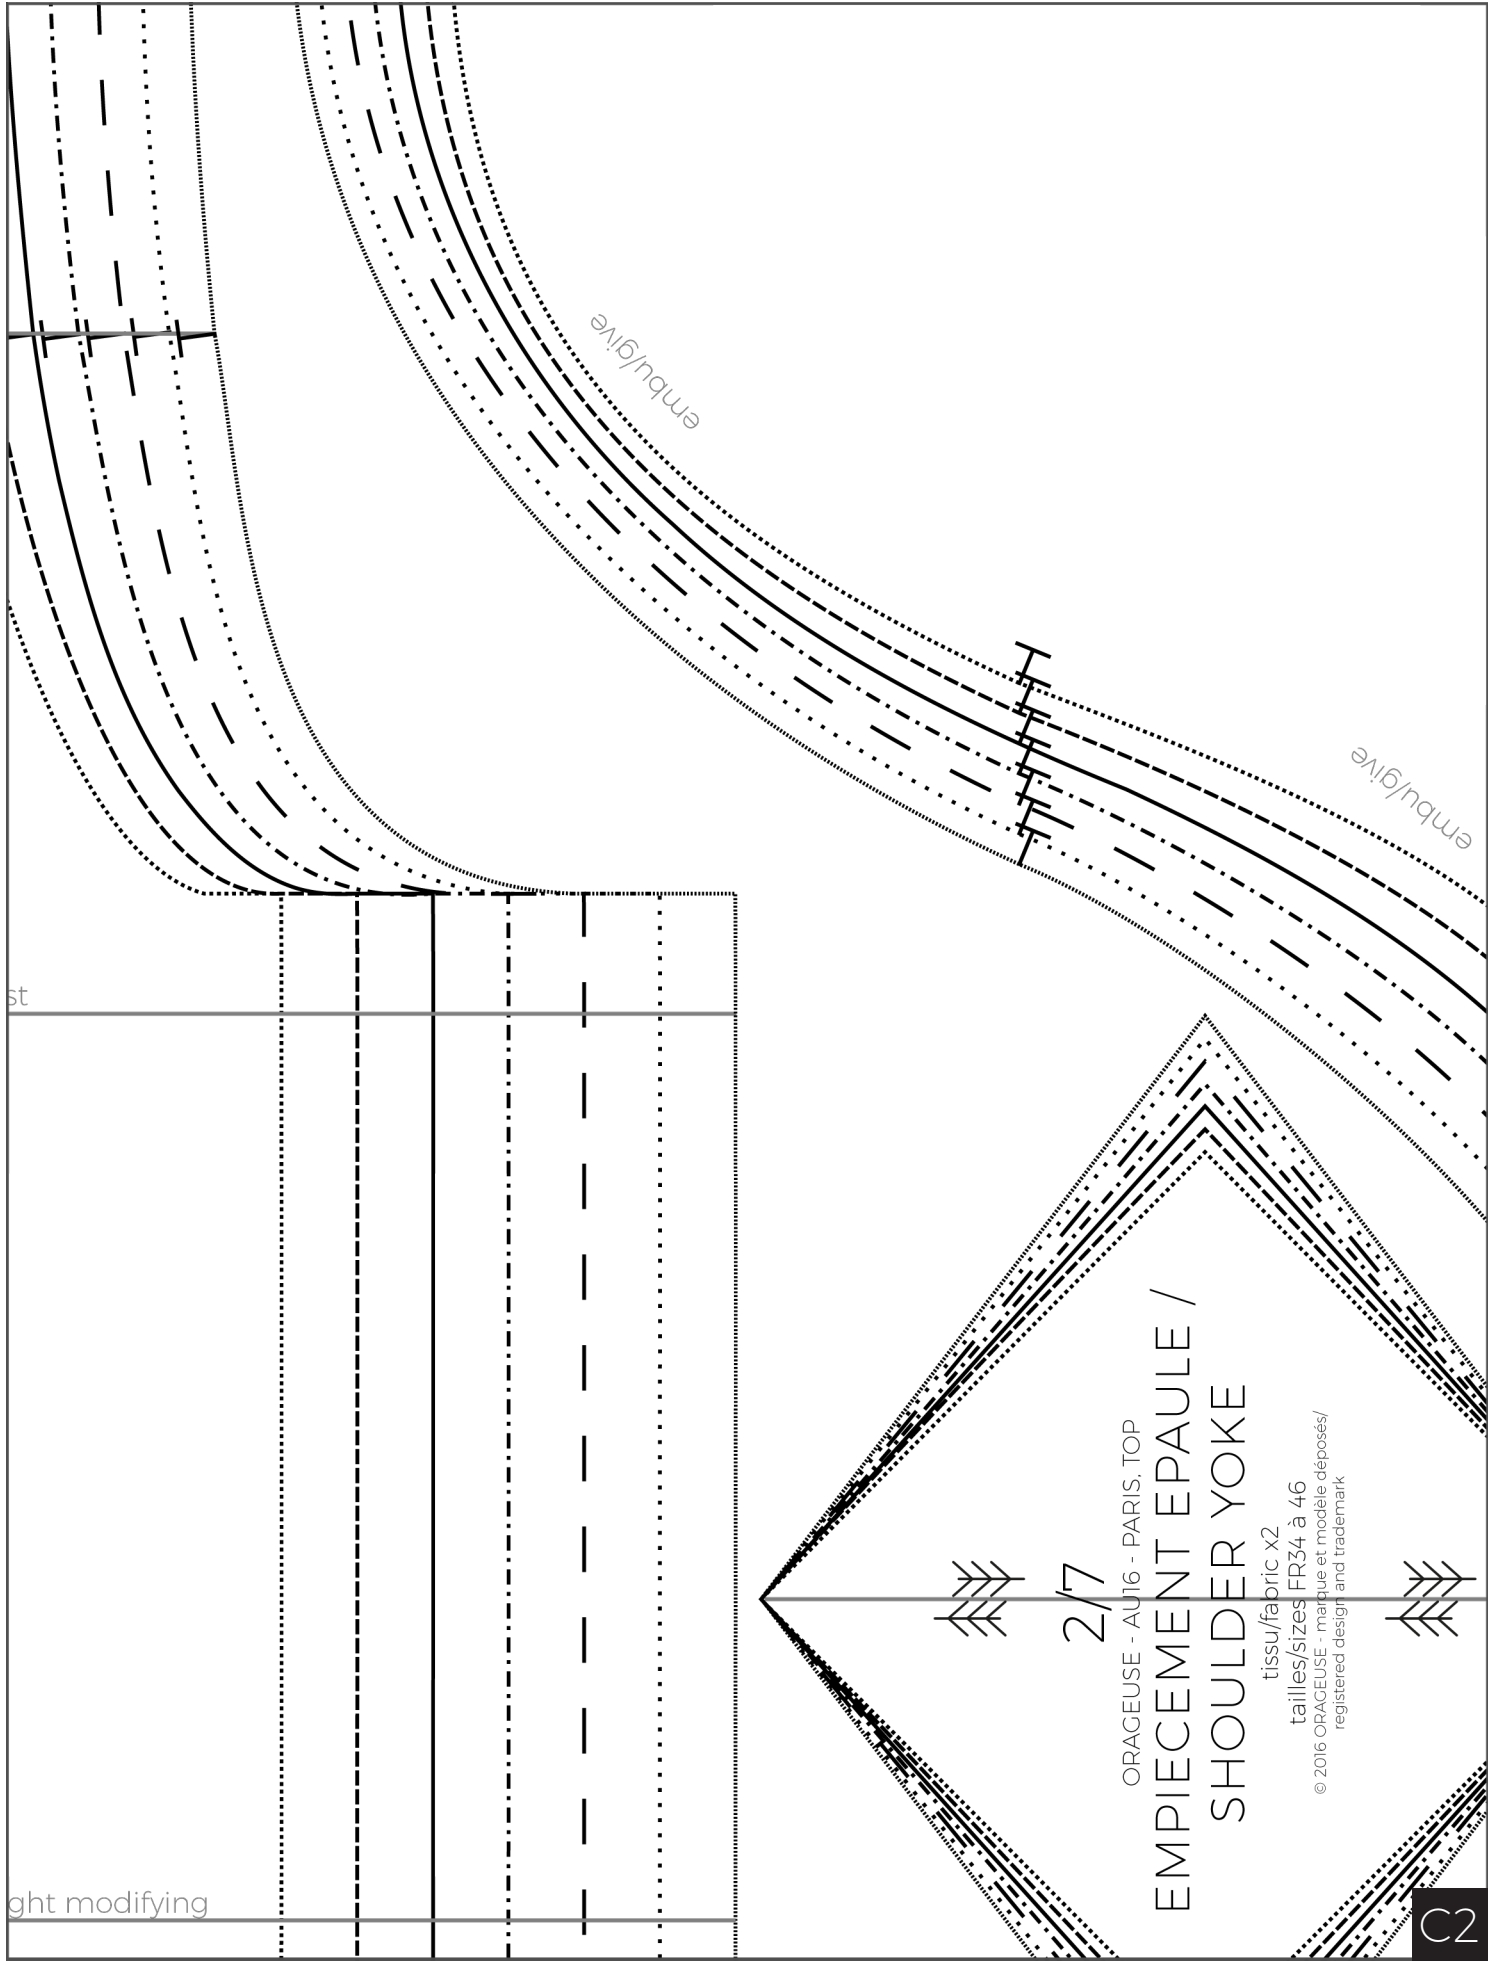 embu/give
embu/give
st
2/7
ORAGEUSE - AU16 - PARIS, TOP
EMPIECEMENT EPAULE /
SHOULDER YOKE
tissu/fabric x2
tailles/sizes FR34 à 46
© 2016 ORAGEUSE - marque et modèle déposés/
registered design and trademark
ght modifying
C2